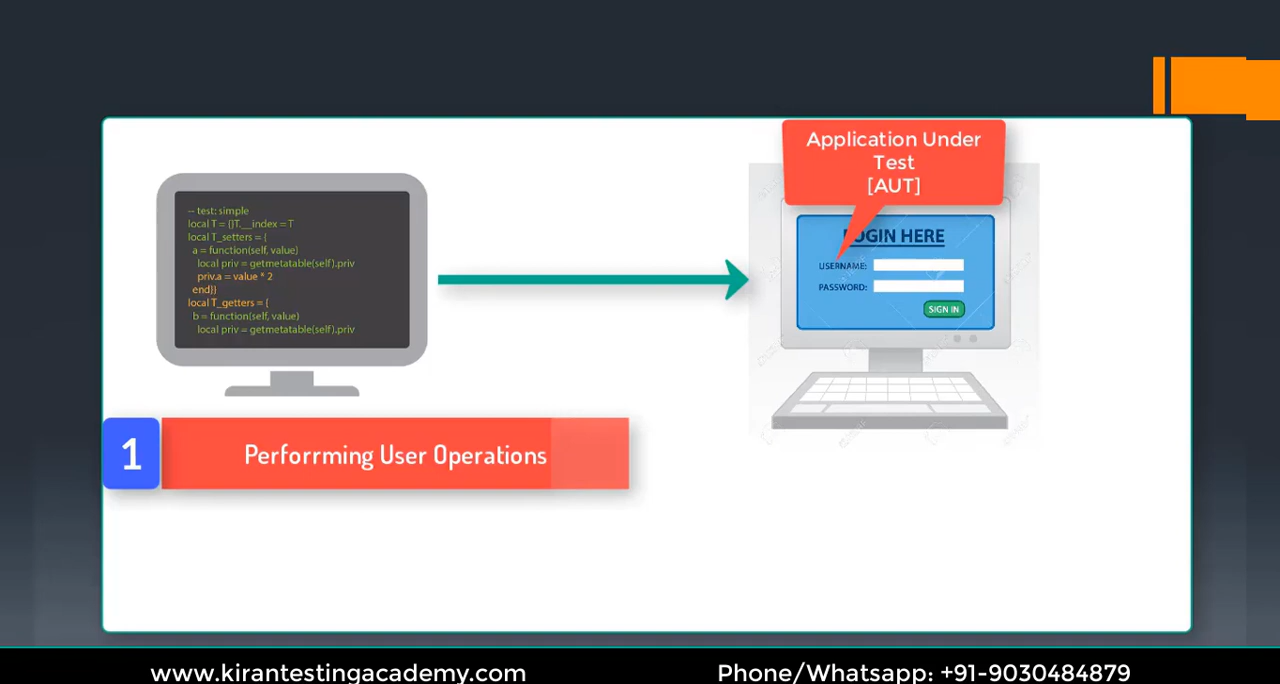 Application Under
Test
[AUT]
-- test: simple
local T = {}T.__index = T
local T_setters = {
a = function(self, value)
local priv = getmetatable(self).priv
priv.a = value * 2
end}}
local T_getters = {
b = function(self, value)
local priv = getmetatable(self).priv
LOGIN HERE
USERNAME:
PASSWORD:
SIGN IN
1
Perforrming User Operations
www.kirantestingacademy.com
Phone/Whatsapp: +91-9030484879